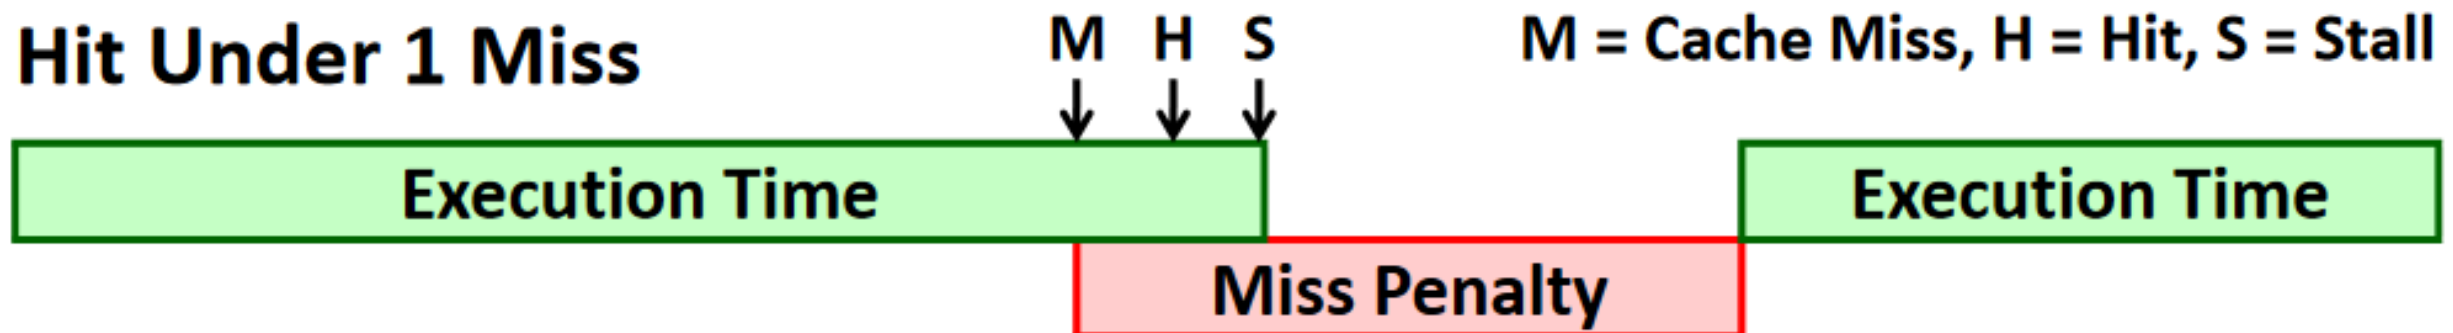 Hit Under 1 Miss
M H S
M = Cache Miss, H = Hit, S = Stall
Execution Time
Execution Time
Miss Penalty